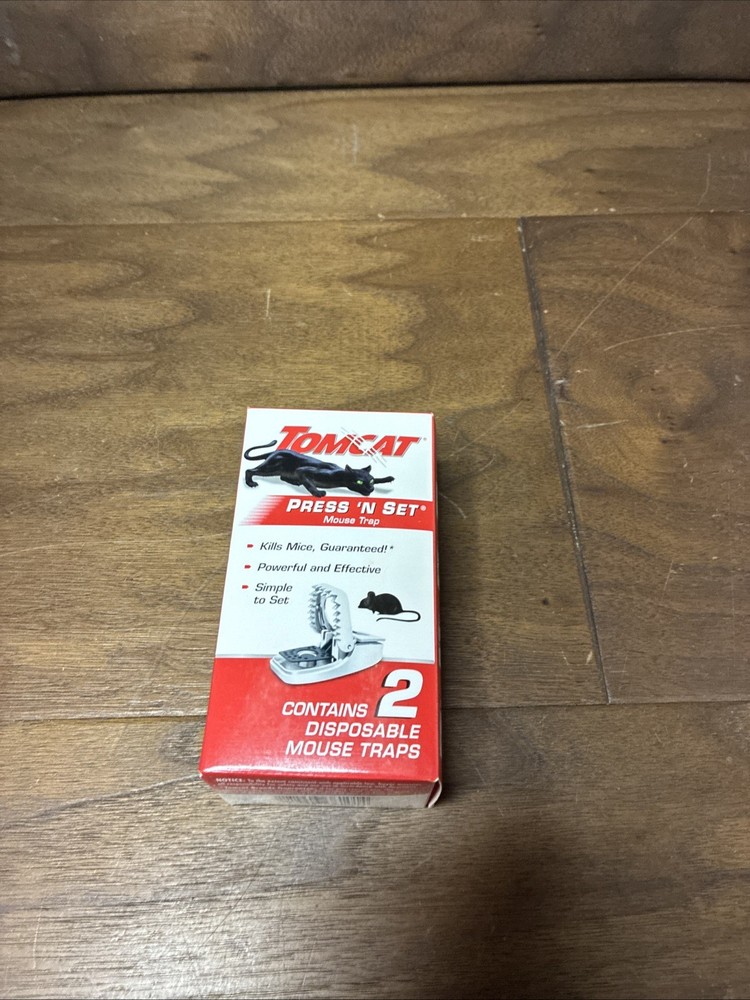 TOMCAT®
PRESS 'N SET®
Mouse Trap
Kills Mice, Guaranteed!*
Powerful and Effective
Simple
to Set
CONTAINS 2
DISPOSABLE
MOUSE TRAPS
NOTICE: